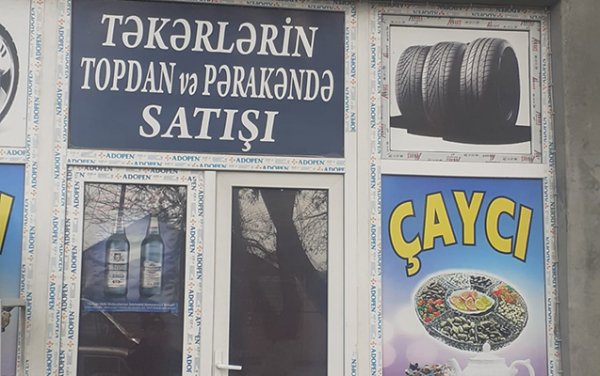 TƏKƏRLƏRİN
TOPDAN və PƏRAKƏNDƏ
SATIŞI
ÇAYCI
ADOPEN